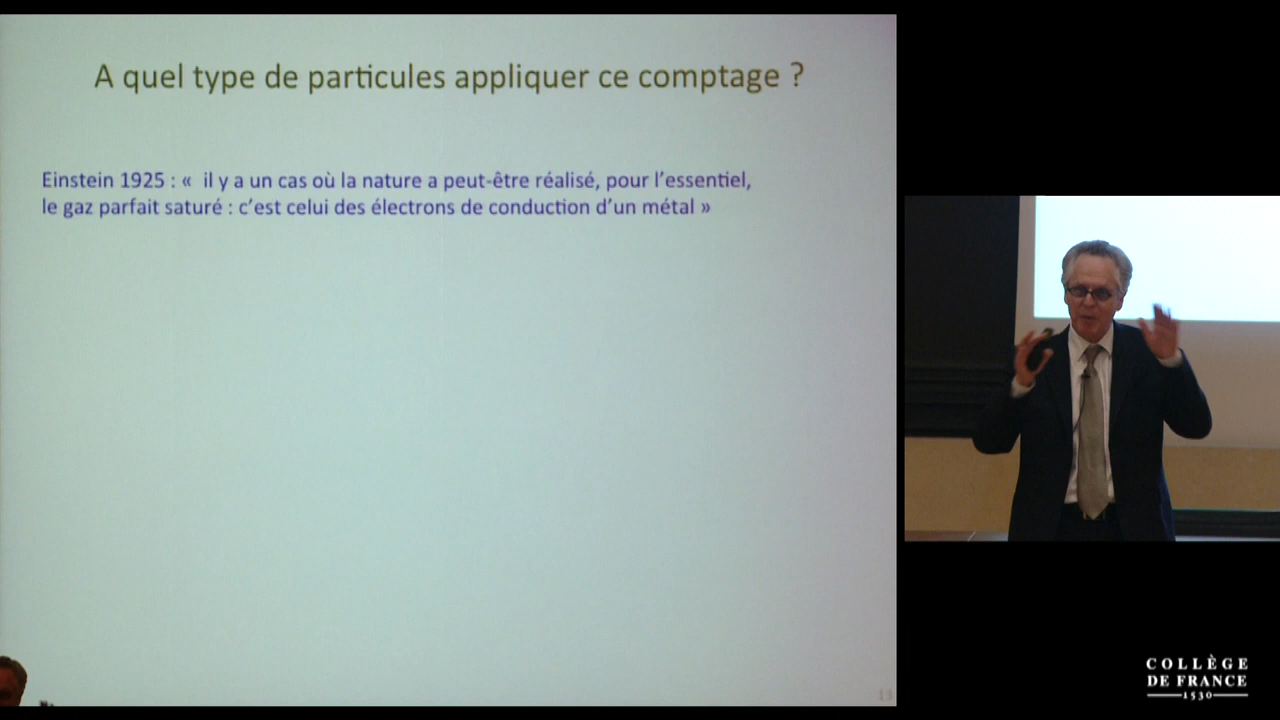 A quel type de particules appliquer ce comptage ?
Einstein 1925 : «  il y a un cas où la nature a peut-être réalisé, pour l’essentiel,
le gaz parfait saturé : c’est celui des électrons de conduction d’un métal »
COLLÈGE
DE FRANCE
1530